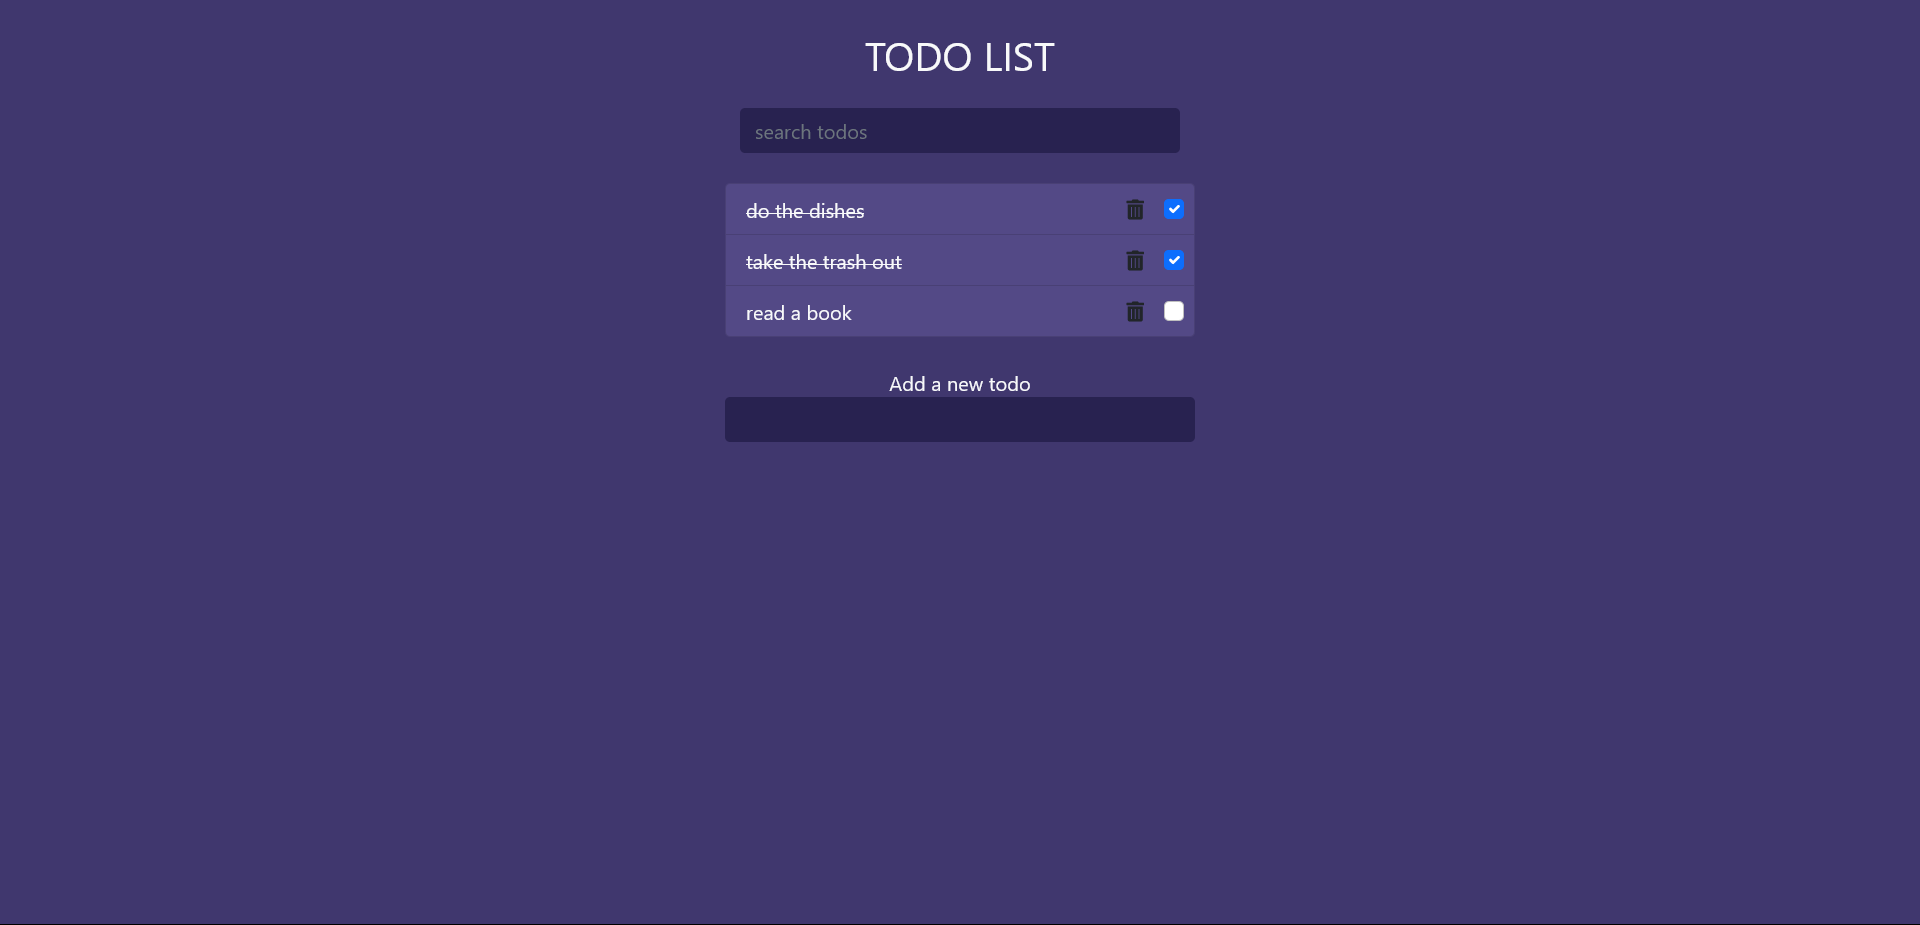 TODO LIST
search todos
do the dishes
take the trash out
read a book
Add a new todo